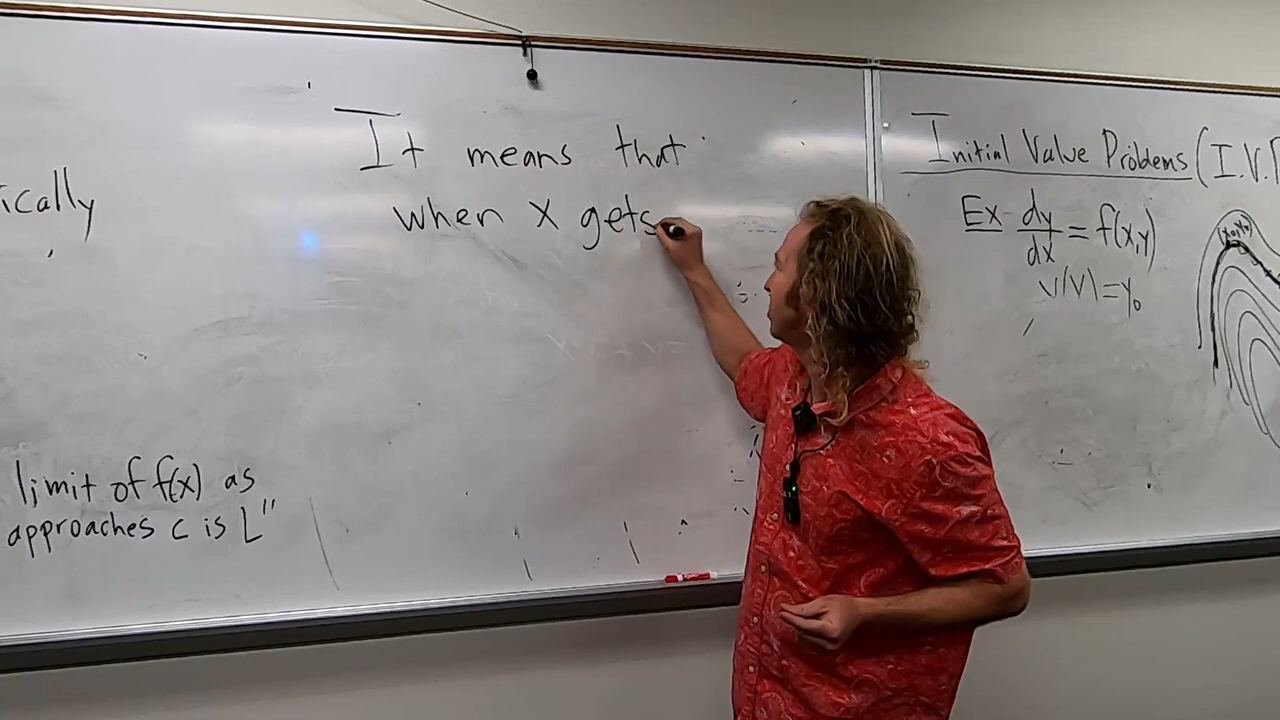 ically
limit of f(x) as
approaches c is L"
It means that
when x gets
Initial Value Problems (I.V.P
Ex- dy/dx = f(x,y)
= y₀
(x₀,y₀)